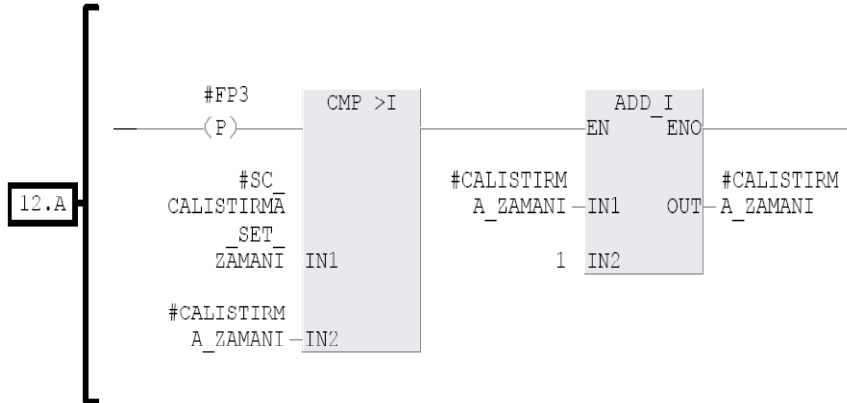 #FP3
(P)
CMP >I
ADD_I
EN ENO
12.A
#SC_
CALISTIRMA
_SET_
ZAMANI IN1
#CALISTIRM
A_ZAMANI IN2
#CALISTIRM
A_ZAMANI IN1
1 IN2
OUT
#CALISTIRM
A_ZAMANI